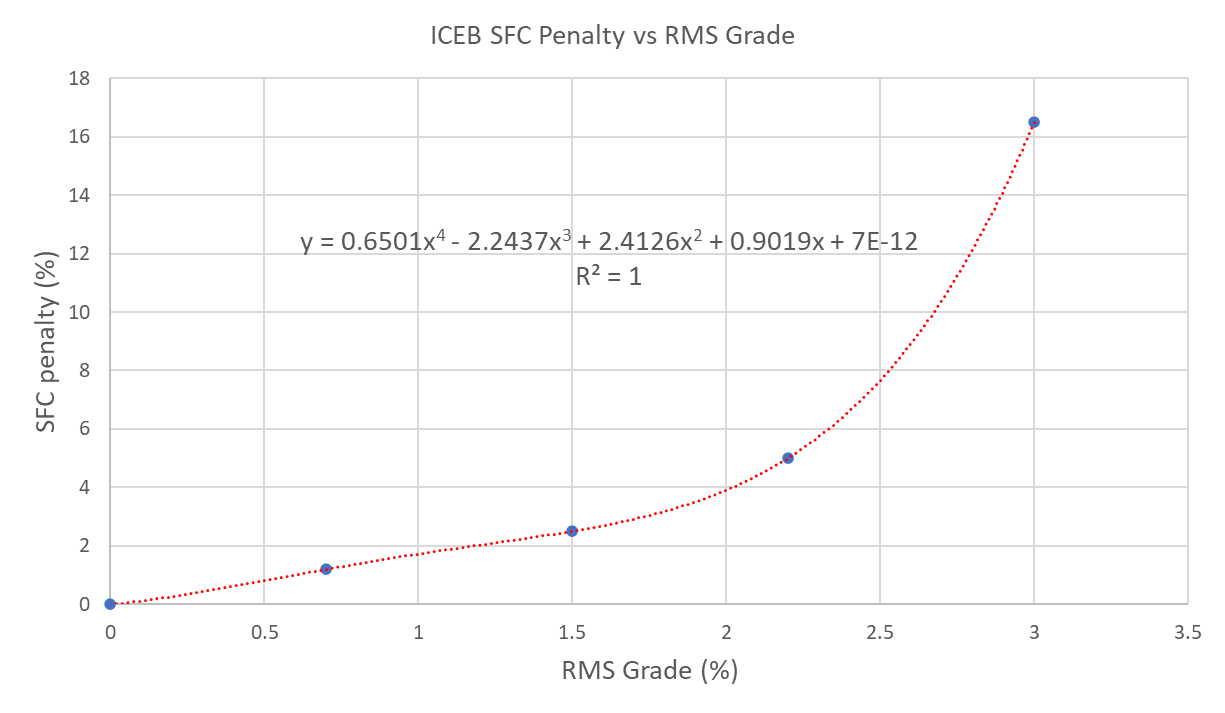 ICEB SFC Penalty vs RMS Grade
18
16
14
12
10
8
6
4
2
0
SFC penalty (%)
y = 0.6501x⁴ - 2.2437x³ + 2.4126x² + 0.9019x + 7E-12
R² = 1
0 0.5 1 1.5 2 2.5 3 3.5
RMS Grade (%)